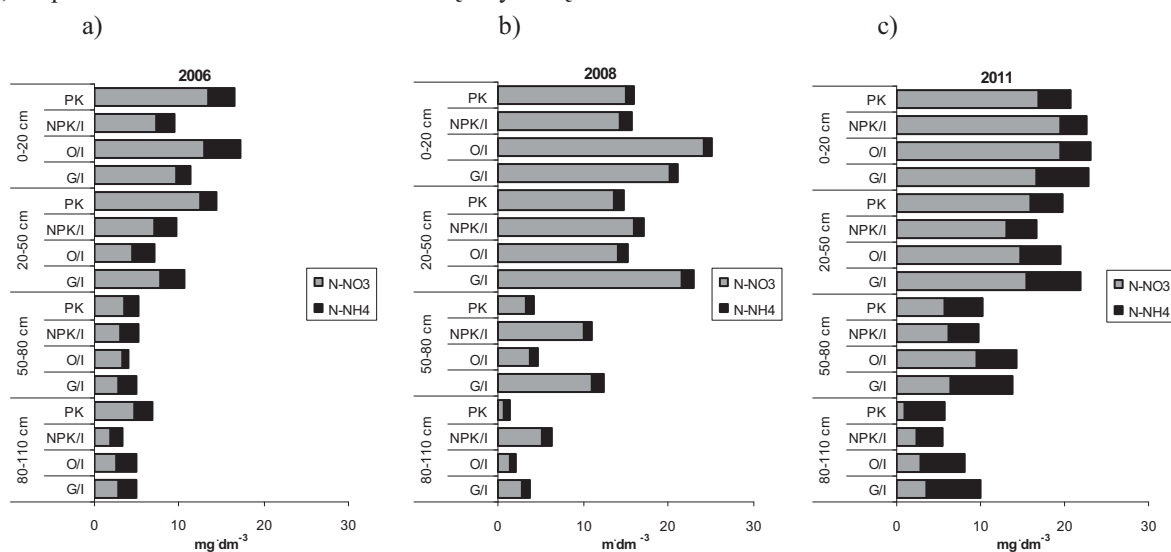 a)
b)
c)
2006
0-20 cm
PK
NPK/I
O/I
G/I
20-50 cm
PK
NPK/I
O/I
G/I
50-80 cm
PK
NPK/I
O/I
G/I
80-110 cm
PK
NPK/I
O/I
G/I
N-NO3
N-NH4
0 10 20 30
mg·dm-3
2008
0-20 cm
PK
NPK/I
O/I
G/I
20-50 cm
PK
NPK/I
O/I
G/I
50-80 cm
PK
NPK/I
O/I
G/I
80-110 cm
PK
NPK/I
O/I
G/I
N-NO3
N-NH4
0 10 20 30
m·dm-3
2011
0-20 cm
PK
NPK/I
O/I
G/I
20-50 cm
PK
NPK/I
O/I
G/I
50-80 cm
PK
NPK/I
O/I
G/I
80-110 cm
PK
NPK/I
O/I
G/I
N-NO3
N-NH4
0 10 20 30
mg·dm-3